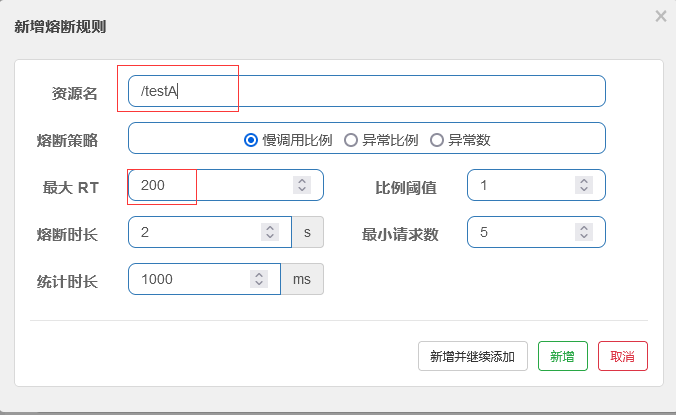 新增熔断规则
资源名 /testA
熔断策略 慢调用比例 异常比例 异常数
最大 RT 200 比例阈值 1
熔断时长 2 s 最小请求数 5
统计时长 1000 ms
新增并继续添加 新增 取消